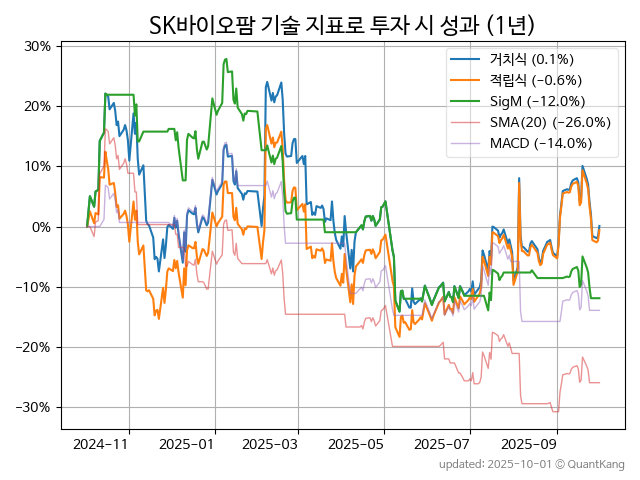 SK바이오팜 기술 지표로 투자 시 성과 (1년)
30%
20%
10%
0%
−10%
−20%
−30%
거치식 (0.1%)
적립식 (−0.6%)
SigM (−12.0%)
SMA(20) (−26.0%)
MACD (−14.0%)
2024-11
2025-01
2025-03
2025-05
2025-07
2025-09
updated: 2025-10-01 © QuantKang